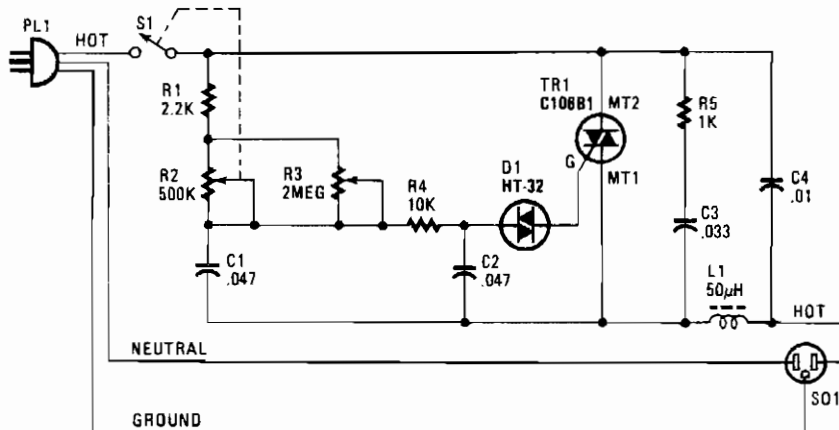 PL1
HOT
S1
R1
2.2K
TR1
C106B1
MT2
R5
1K
R2
500K
R3
2MEG
R4
10K
D1
HT-32
G
MT1
C4
.01
C1
.047
C2
.047
C3
.033
L1
50µH
HOT
NEUTRAL
SO1
GROUND